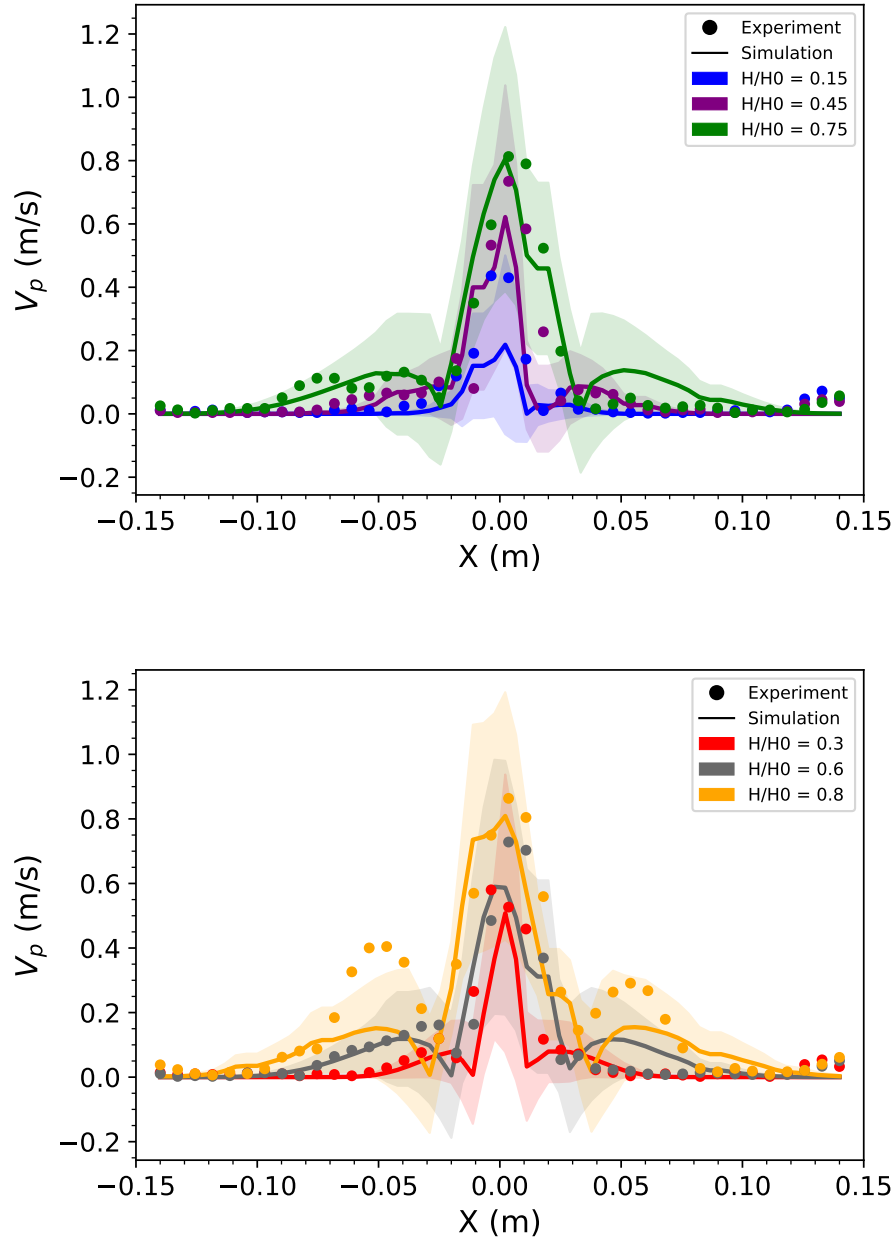 1.2
1.0
0.8
0.6
0.4
0.2
0.0
−0.2
V_p (m/s)
Experiment
Simulation
H/H0 = 0.15
H/H0 = 0.45
H/H0 = 0.75
−0.15 −0.10 −0.05 0.00 0.05 0.10 0.15
X (m)
1.2
1.0
0.8
0.6
0.4
0.2
0.0
−0.2
V_p (m/s)
Experiment
Simulation
H/H0 = 0.3
H/H0 = 0.6
H/H0 = 0.8
−0.15 −0.10 −0.05 0.00 0.05 0.10 0.15
X (m)